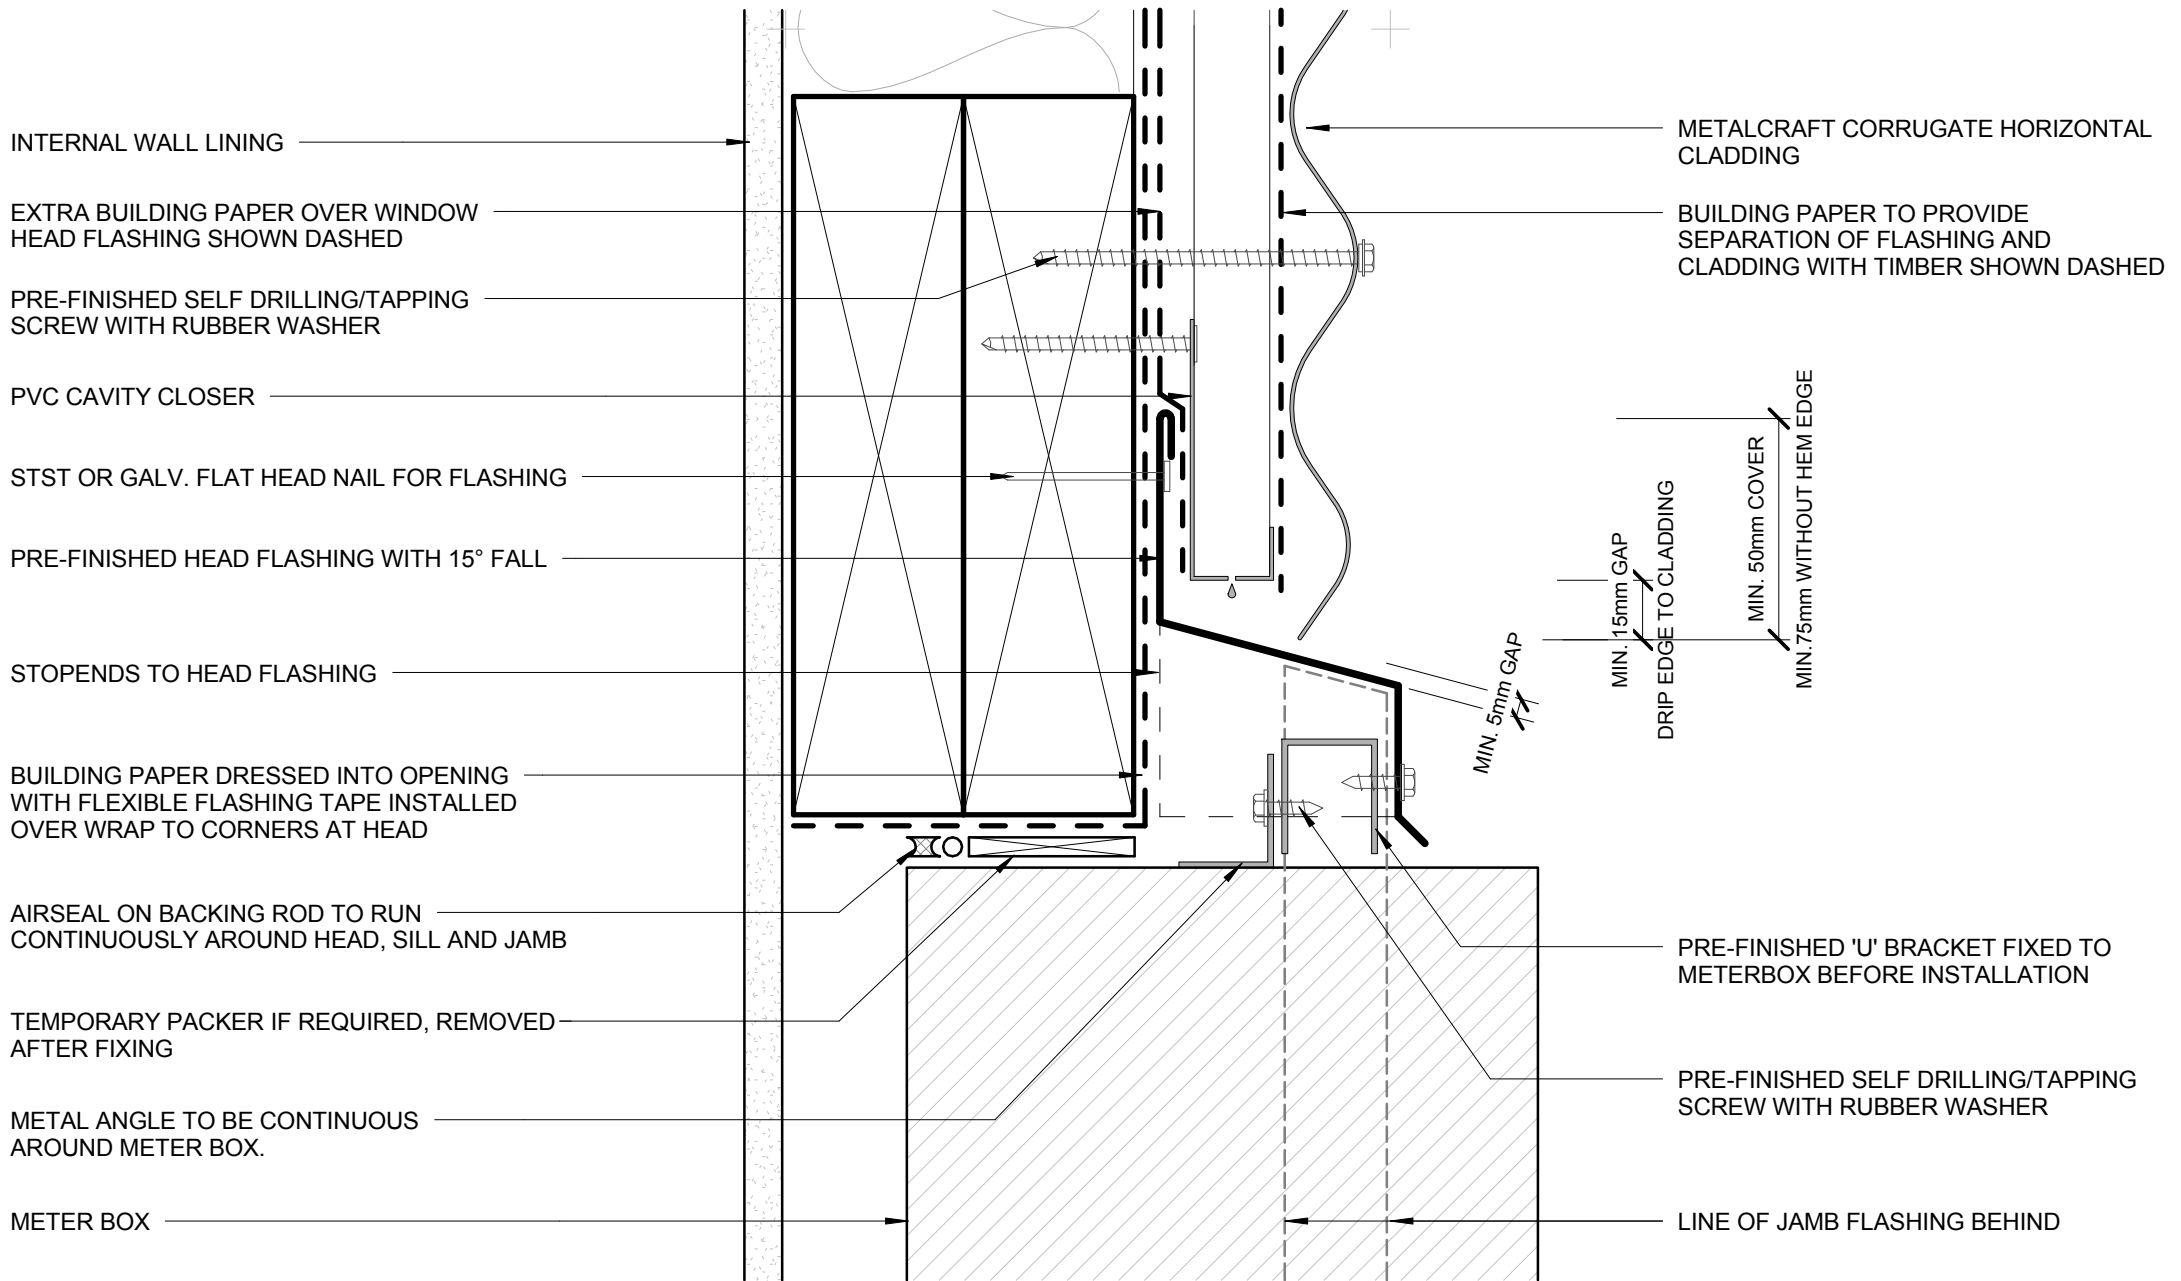 INTERNAL WALL LINING
EXTRA BUILDING PAPER OVER WINDOW
HEAD FLASHING SHOWN DASHED
PRE-FINISHED SELF DRILLING/TAPPING
SCREW WITH RUBBER WASHER
PVC CAVITY CLOSER
STST OR GALV. FLAT HEAD NAIL FOR FLASHING
PRE-FINISHED HEAD FLASHING WITH 15° FALL
STOPENDS TO HEAD FLASHING
BUILDING PAPER DRESSED INTO OPENING
WITH FLEXIBLE FLASHING TAPE INSTALLED
OVER WRAP TO CORNERS AT HEAD
AIRSEAL ON BACKING ROD TO RUN
CONTINUOUSLY AROUND HEAD, SILL AND JAMB
TEMPORARY PACKER IF REQUIRED, REMOVED
AFTER FIXING
METAL ANGLE TO BE CONTINUOUS
AROUND METER BOX.
METER BOX
METALCRAFT CORRUGATE HORIZONTAL
CLADDING
BUILDING PAPER TO PROVIDE
SEPARATION OF FLASHING AND
CLADDING WITH TIMBER SHOWN DASHED
MIN. 5mm GAP
MIN. 15mm GAP
DRIP EDGE TO CLADDING
MIN. 50mm COVER
MIN.75mm WITHOUT HEM EDGE
PRE-FINISHED 'U' BRACKET FIXED TO
METERBOX BEFORE INSTALLATION
PRE-FINISHED SELF DRILLING/TAPPING
SCREW WITH RUBBER WASHER
LINE OF JAMB FLASHING BEHIND